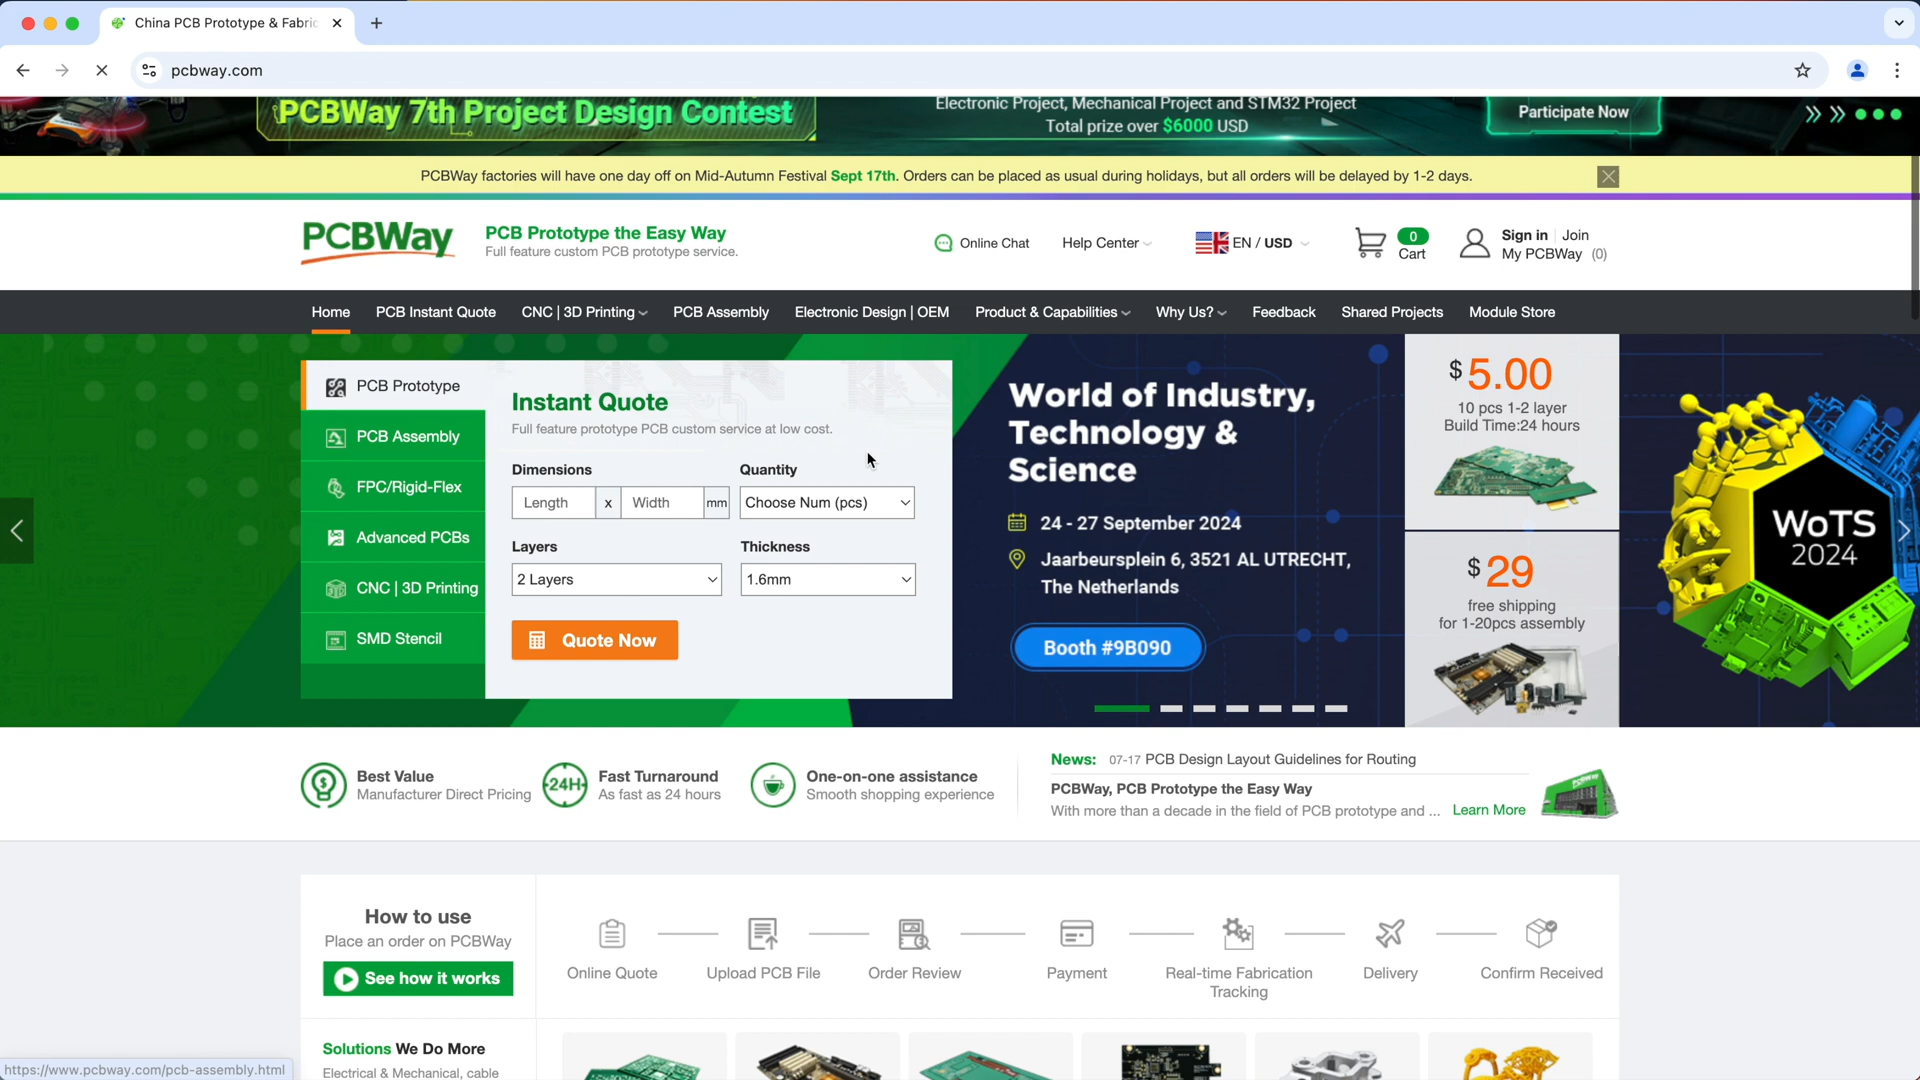 China PCB Prototype & Fabric
pcbway.com
PCBWay 7th Project Design Contest
Electronic Project, Mechanical Project and STM32 Project
Total prize over $6000 USD
Participate Now
PCBWay factories will have one day off on Mid-Autumn Festival Sept 17th. Orders can be placed as usual during holidays, but all orders will be delayed by 1-2 days.
PCBWay
PCB Prototype the Easy Way
Full feature custom PCB prototype service.
Online Chat
Help Center
EN / USD
0
Cart
Sign in Join
My PCBWay (0)
Home
PCB Instant Quote
CNC | 3D Printing
PCB Assembly
Electronic Design | OEM
Product & Capabilities
Why Us?
Feedback
Shared Projects
Module Store
PCB Prototype
PCB Assembly
FPC/Rigid-Flex
Advanced PCBs
CNC | 3D Printing
SMD Stencil
Instant Quote
Full feature prototype PCB custom service at low cost.
Dimensions
Quantity
Length x Width mm
Choose Num (pcs)
Layers
Thickness
2 Layers
1.6mm
Quote Now
World of Industry,
Technology &
Science
24 - 27 September 2024
Jaarbeursplein 6, 3521 AL UTRECHT,
The Netherlands
Booth #9B090
$5.00
10 pcs 1-2 layer
Build Time:24 hours
$29
free shipping
for 1-20pcs assembly
WoTS
2024
Best Value
Manufacturer Direct Pricing
24H
Fast Turnaround
As fast as 24 hours
One-on-one assistance
Smooth shopping experience
News: 07-17 PCB Design Layout Guidelines for Routing
PCBWay, PCB Prototype the Easy Way
With more than a decade in the field of PCB prototype and ... Learn More
How to use
Place an order on PCBWay
See how it works
Online Quote
Upload PCB File
Order Review
Payment
Real-time Fabrication
Tracking
Delivery
Confirm Received
Solutions We Do More
Electrical & Mechanical, cable
https://www.pcbway.com/pcb-assembly.html